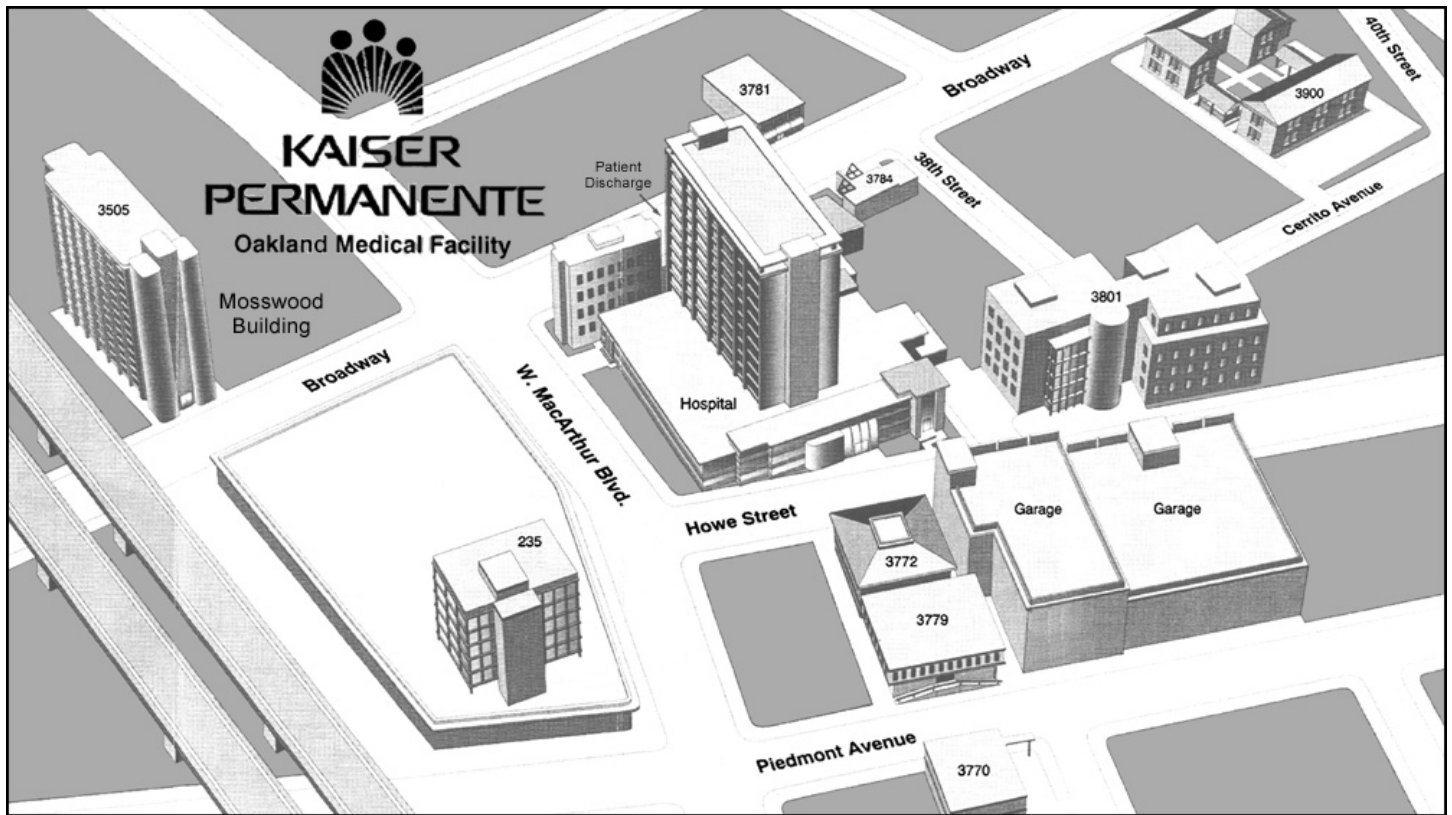 KAISER
PERMANENTE
Oakland Medical Facility
3505
Mosswood
Building
3781
Broadway
40th Street
3900
Patient
Discharge
3784
38th Street
Cerrito Avenue
3801
Broadway
W. MacArthur Blvd.
Hospital
Howe Street
Garage
Garage
235
3772
3779
Piedmont Avenue
3770